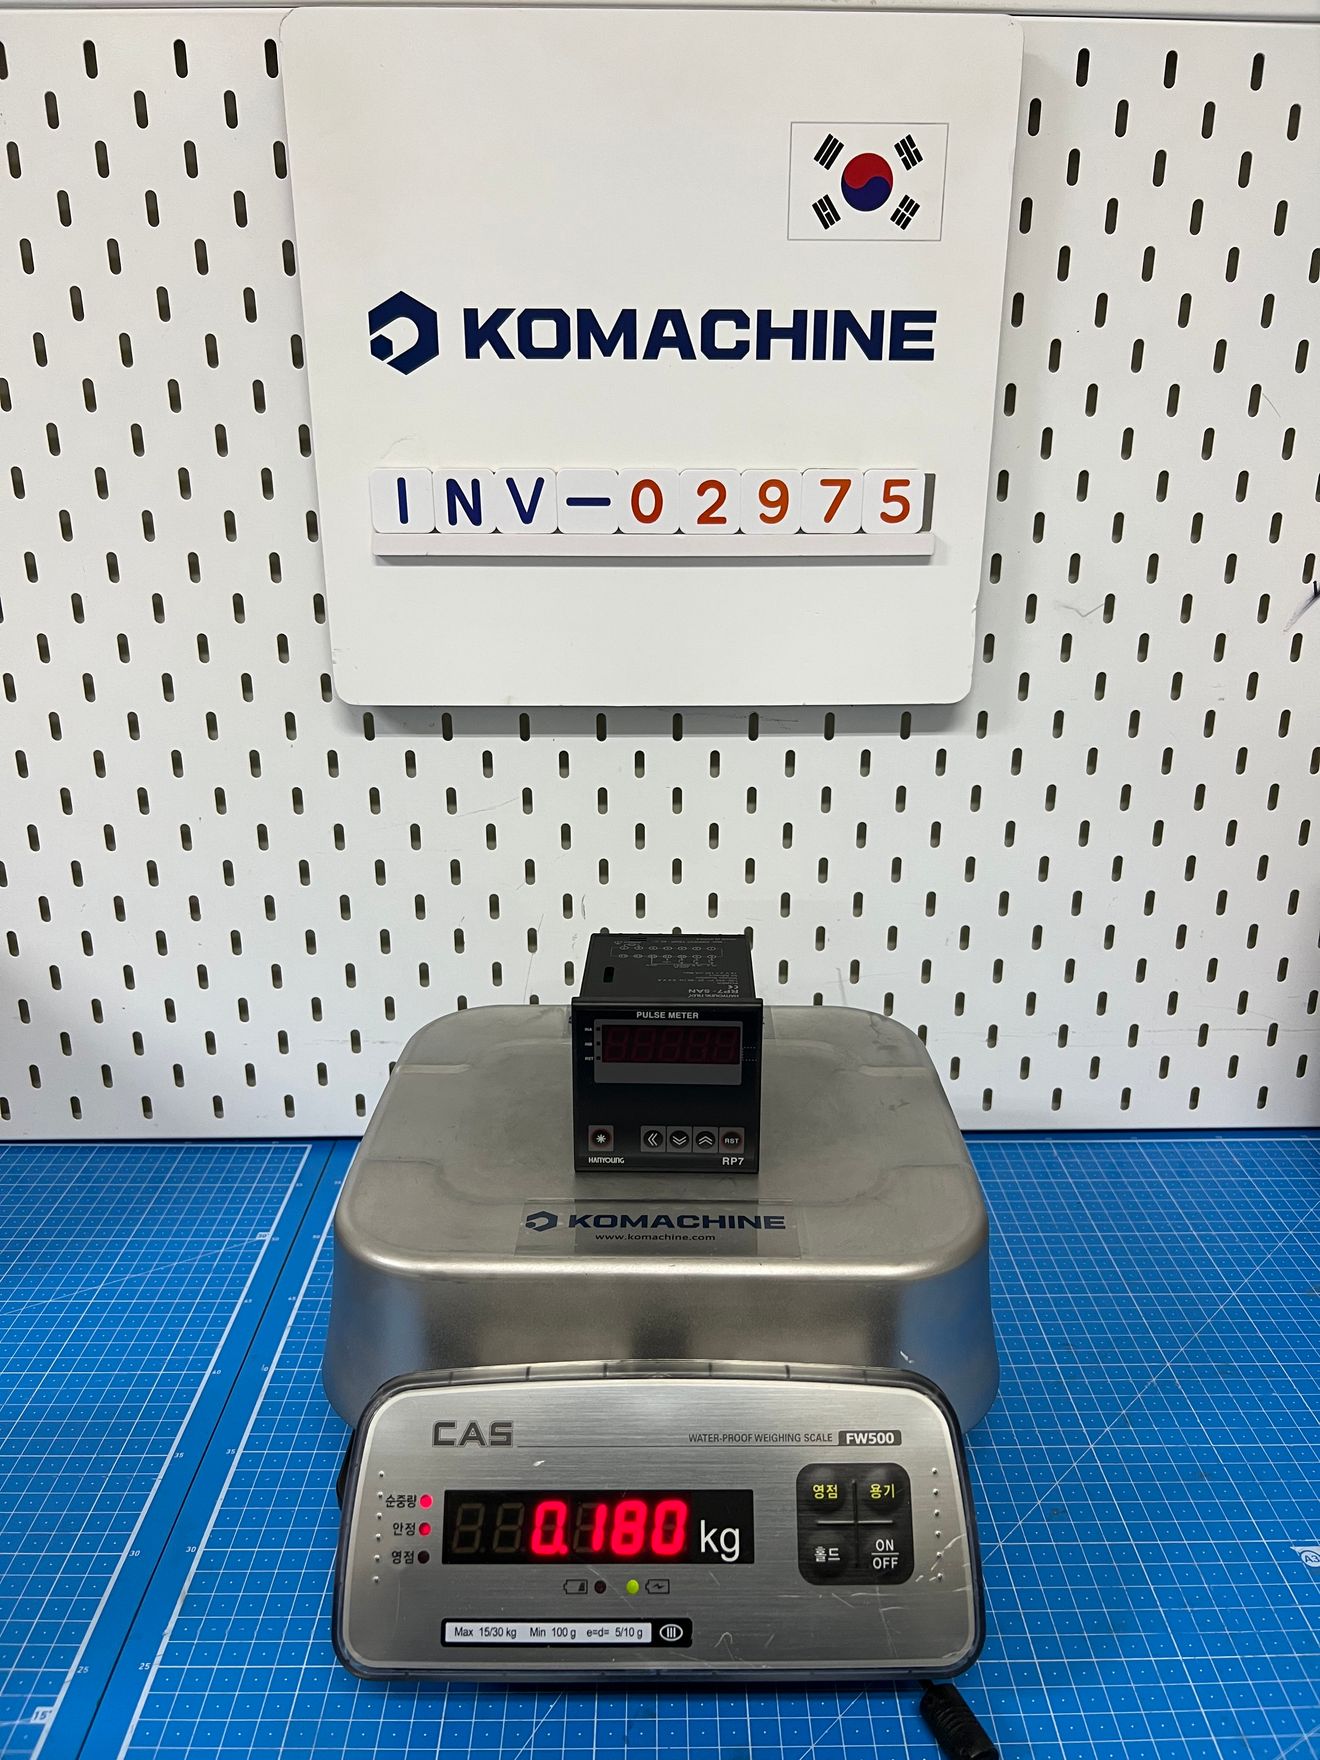 KOMACHINE
INV-02975
HANYOUNG NUX
RP7-5AN
PULSE METER
RST
HANYOUNG
RP7
KOMACHINE
www.komachine.com
CAS
WATER-PROOF WEIGHING SCALE FW500
순중량
안정
영점
0.180 kg
영점 용기
홀드 ON/OFF
Max 15/30 kg Min 100 g e=d= 5/10 g III